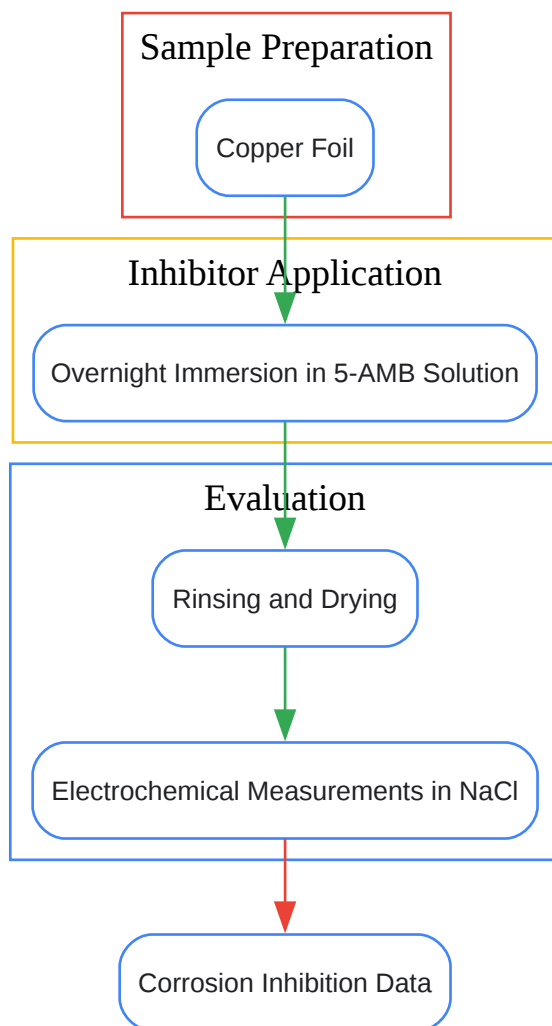 Sample Preparation
Copper Foil
Inhibitor Application
Overnight Immersion in 5-AMB Solution
Evaluation
Rinsing and Drying
Electrochemical Measurements in NaCl
Corrosion Inhibition Data